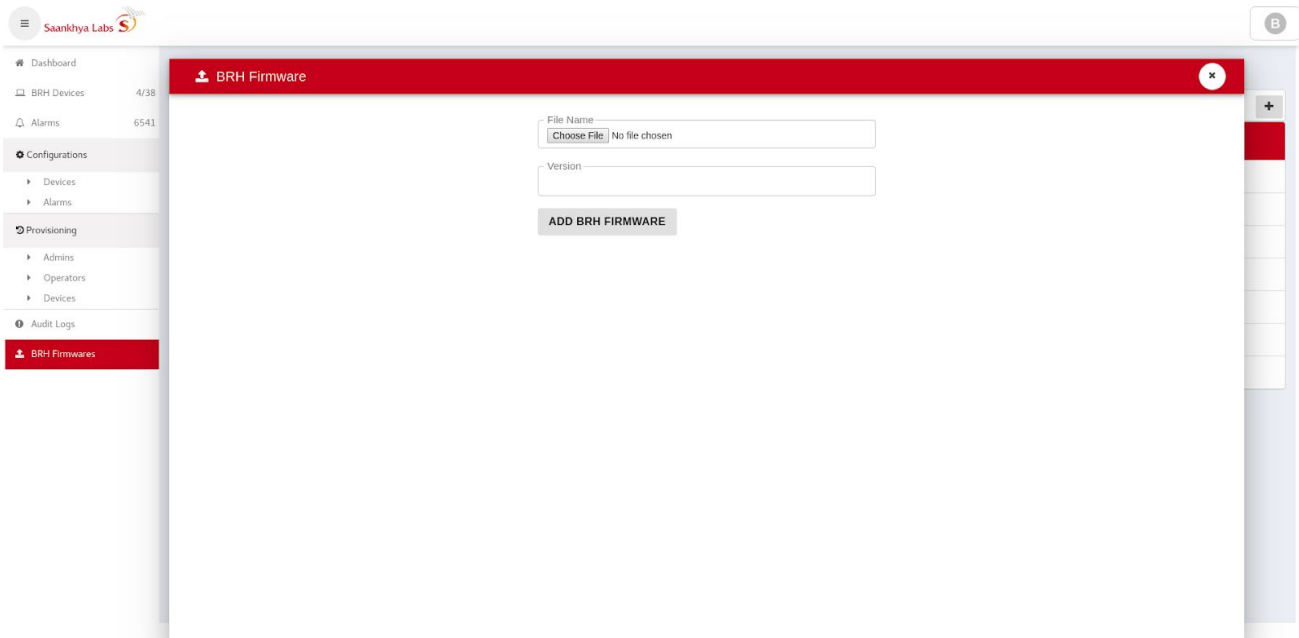 Saankhya Labs
B
Dashboard
BRH Devices 4/38
Alarms 6541
Configurations
Devices
Alarms
Provisioning
Admins
Operators
Devices
Audit Logs
BRH Firmwares
BRH Firmware
File Name
Choose File No file chosen
Version
ADD BRH FIRMWARE